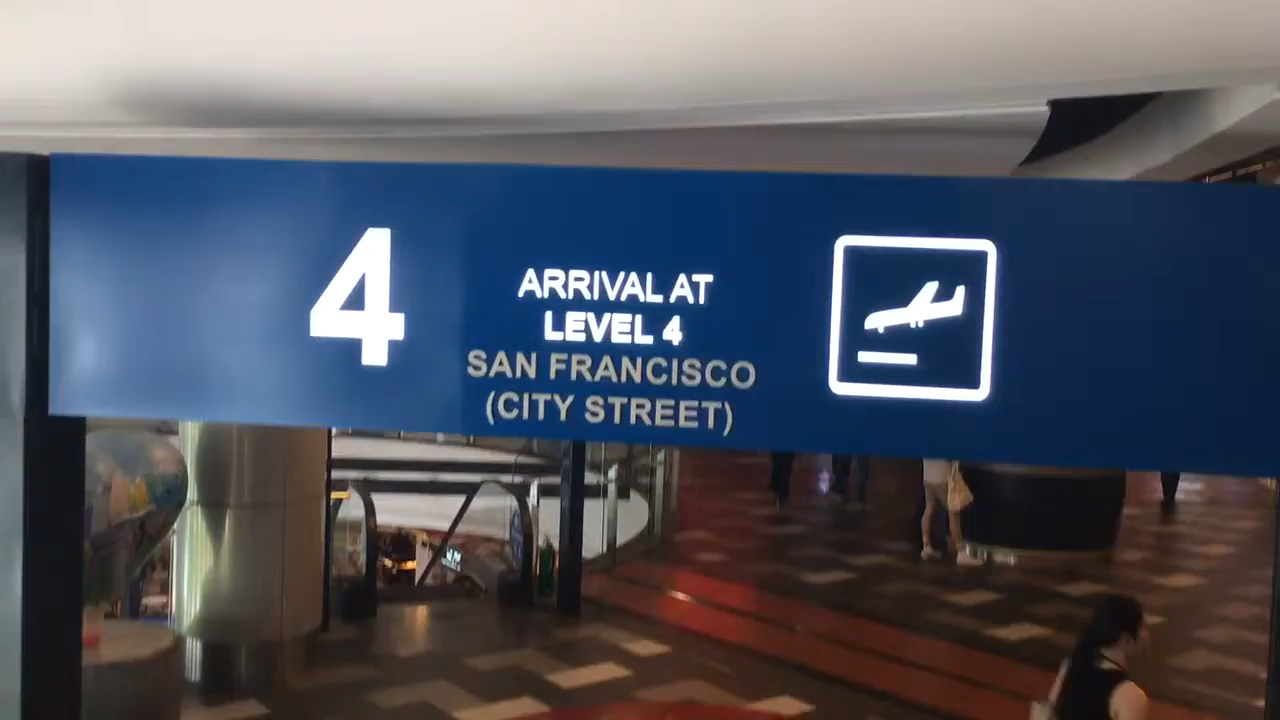 4
ARRIVAL AT
LEVEL 4
SAN FRANCISCO
(CITY STREET)